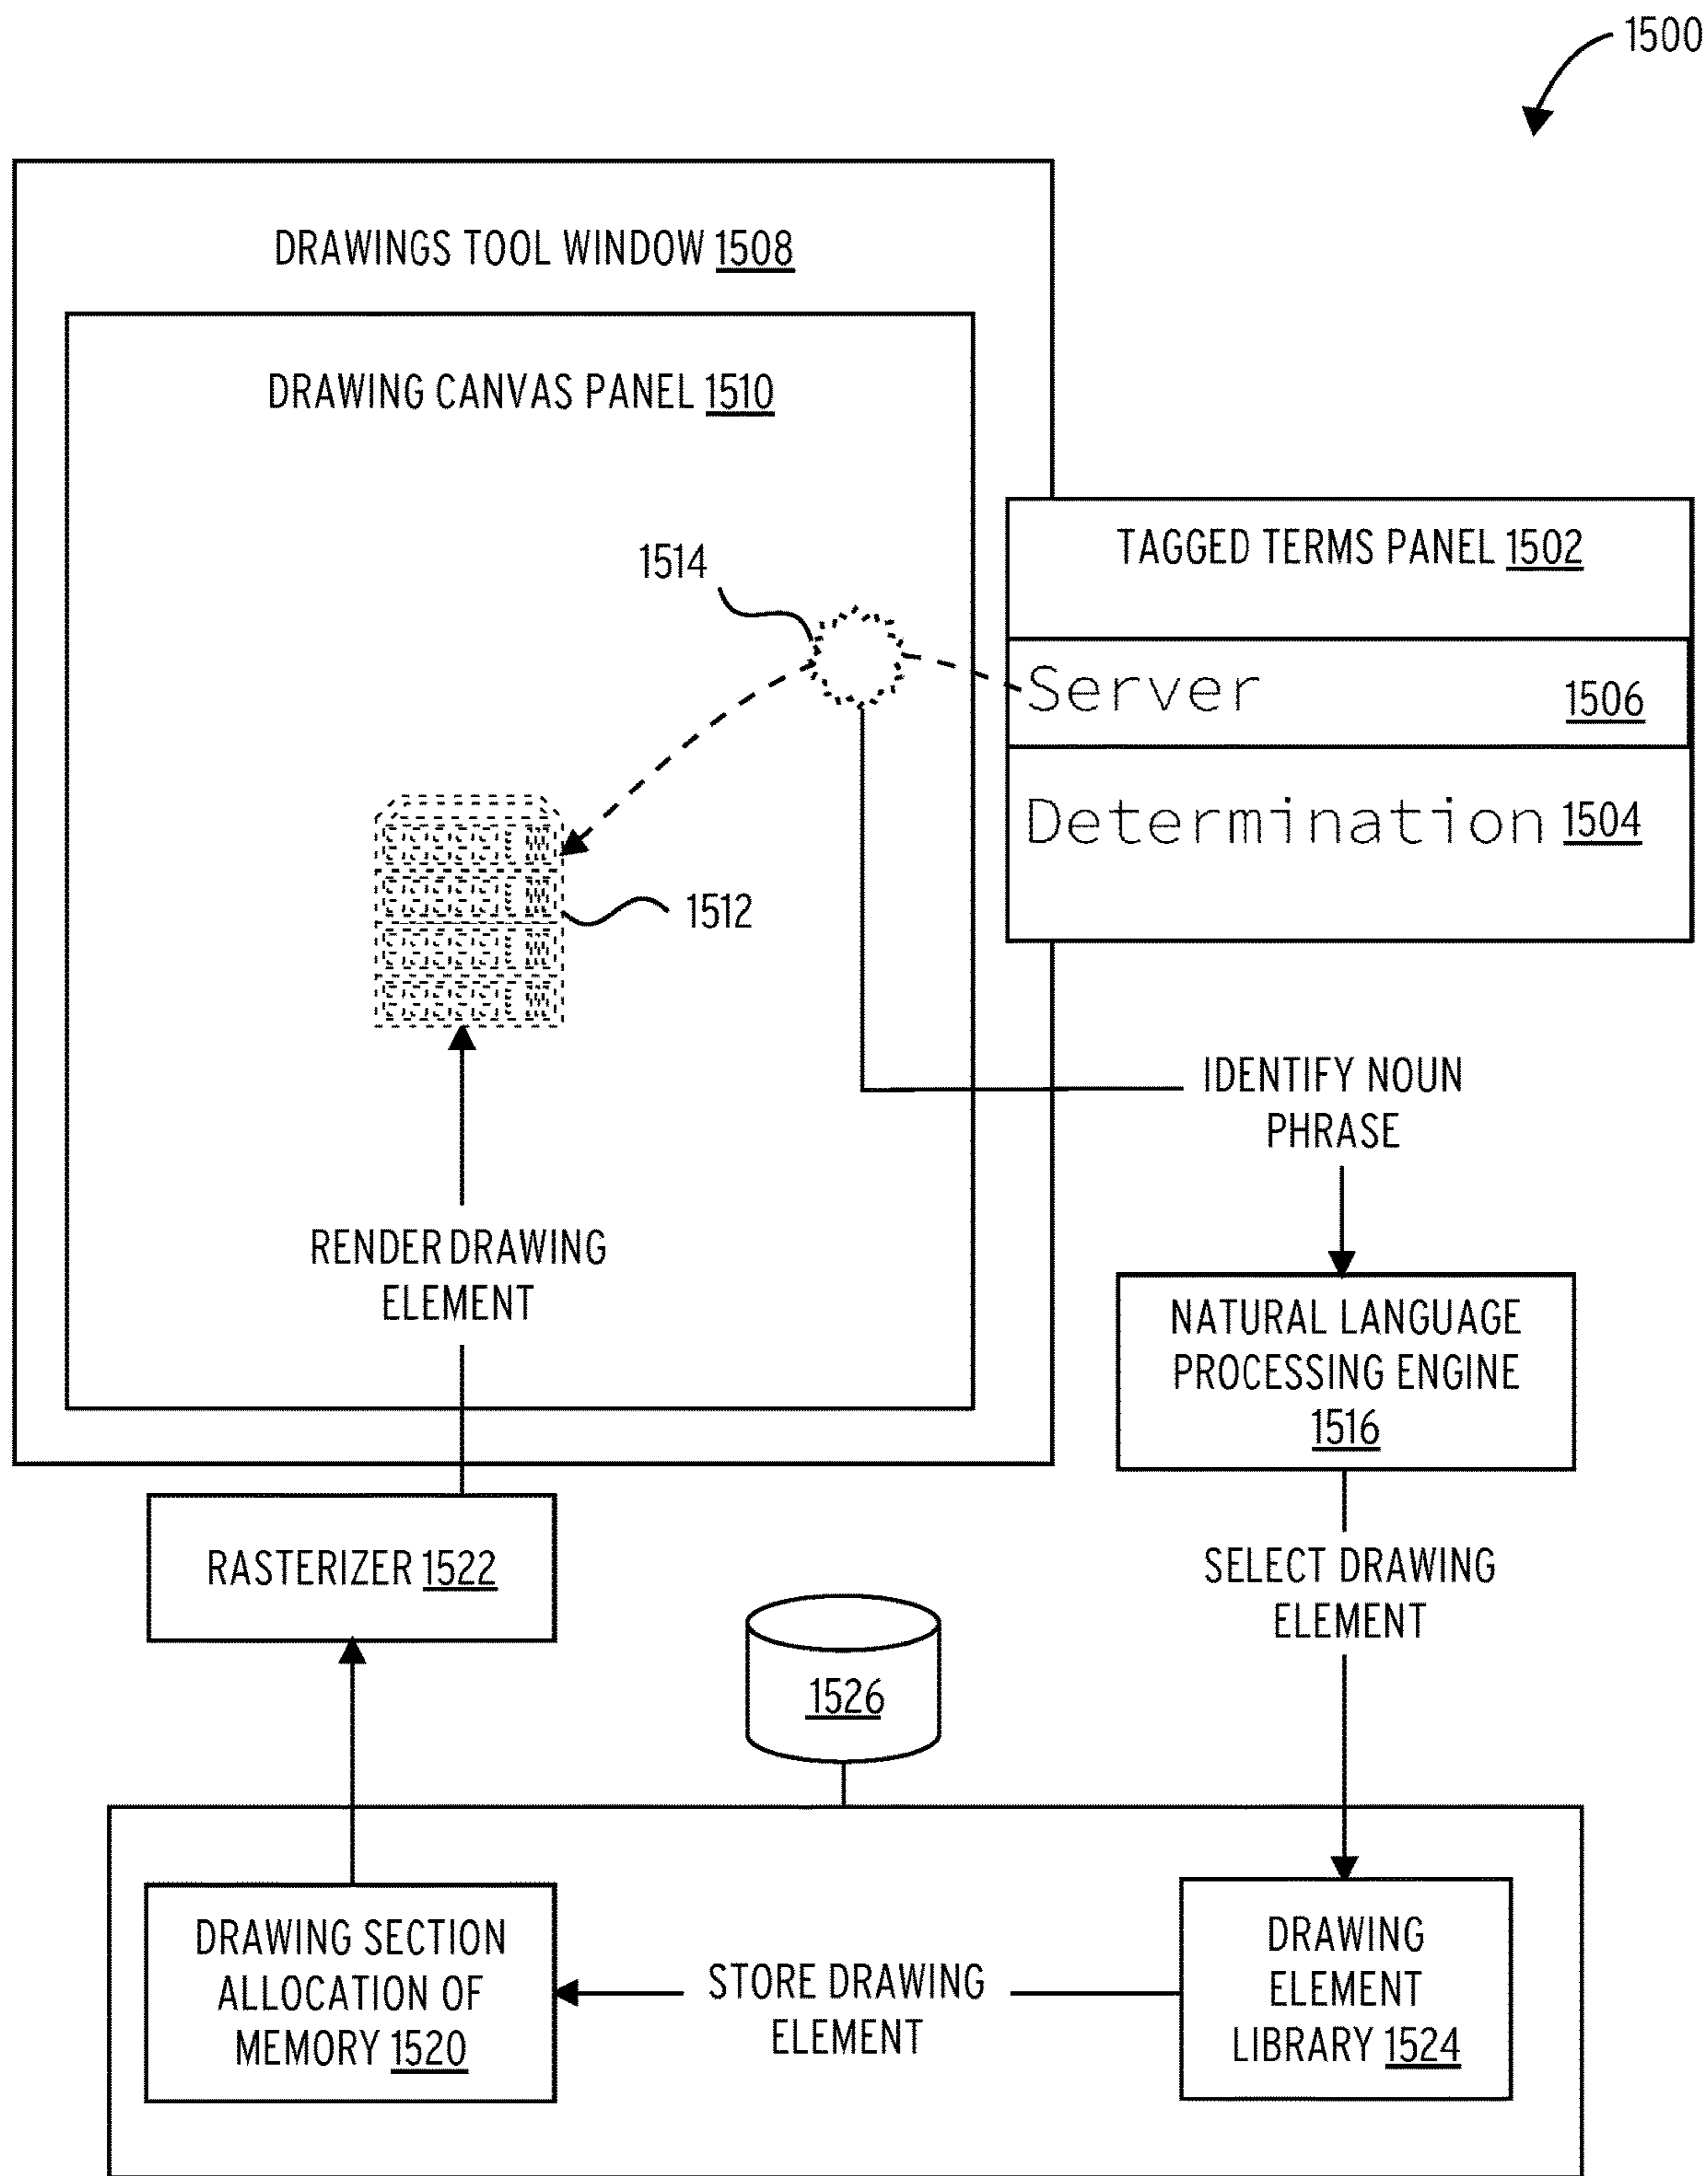 1500
DRAWINGS TOOL WINDOW 1508
DRAWING CANVAS PANEL 1510
TAGGED TERMS PANEL 1502
1514
Server 1506
Determination 1504
1512
IDENTIFY NOUN
PHRASE
RENDER DRAWING
ELEMENT
NATURAL LANGUAGE
PROCESSING ENGINE
1516
RASTERIZER 1522
SELECT DRAWING
ELEMENT
1526
DRAWING SECTION
ALLOCATION OF
MEMORY 1520
STORE DRAWING
ELEMENT
DRAWING
ELEMENT
LIBRARY 1524